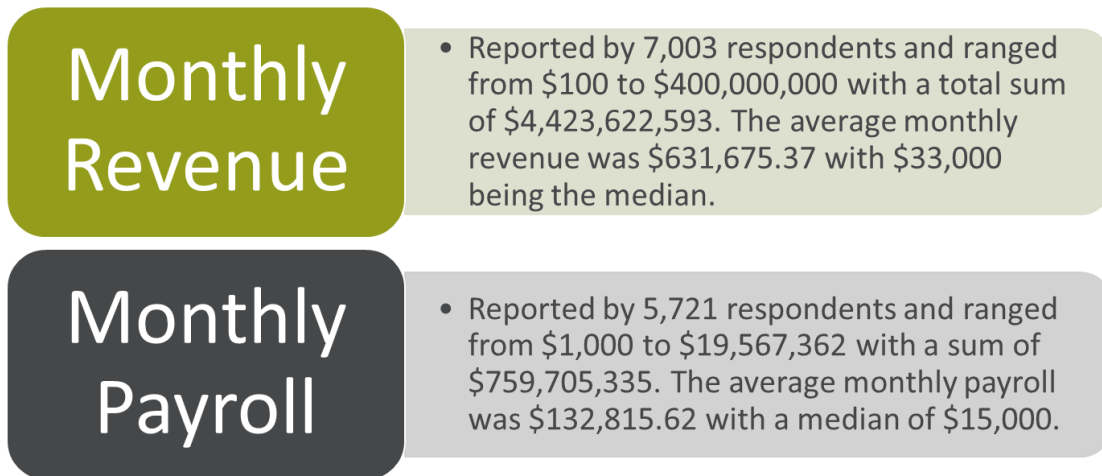 Monthly
Revenue
• Reported by 7,003 respondents and ranged
from $100 to $400,000,000 with a total sum
of $4,423,622,593. The average monthly
revenue was $631,675.37 with $33,000
being the median.
Monthly
Payroll
• Reported by 5,721 respondents and ranged
from $1,000 to $19,567,362 with a sum of
$759,705,335. The average monthly payroll
was $132,815.62 with a median of $15,000.